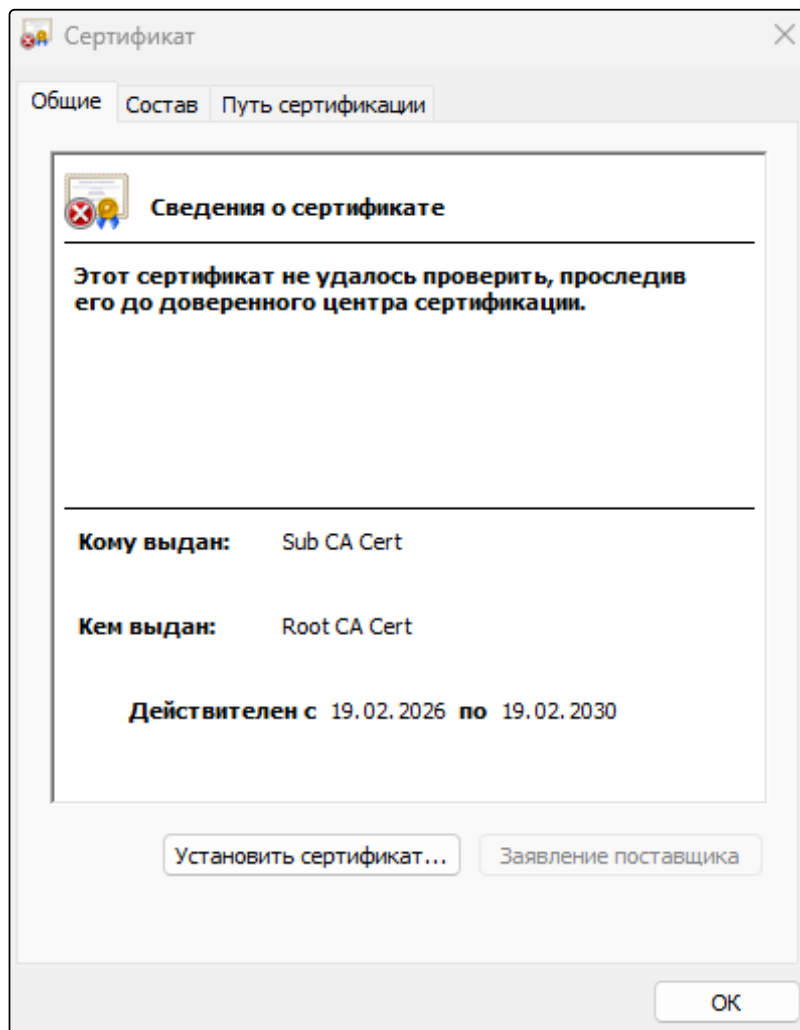 Сертификат
Общие Состав Путь сертификации
Сведения о сертификате
Этот сертификат не удалось проверить, проследив
его до доверенного центра сертификации.
Кому выдан: Sub CA Cert
Кем выдан: Root CA Cert
Действителен с 19.02.2026 по 19.02.2030
Установить сертификат... Заявление поставщика
ОК